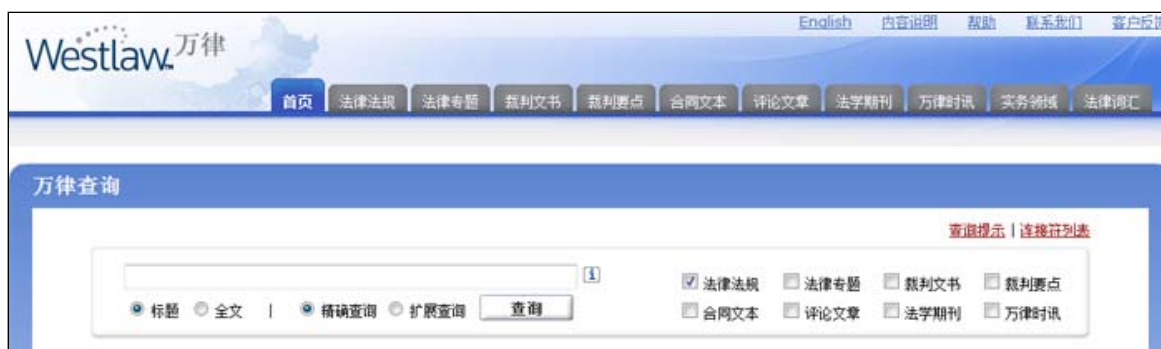 English 内容说明 帮助 联系我们 客户反馈
Westlaw. 万律
首页 法律法规 法律专题 裁判文书 裁判要点 合同文本 评论文章 法学期刊 万律时讯 实务领域 法律词汇
万律查询
查询提示 | 连接符列表
法律法规 法律专题 裁判文书 裁判要点
标题 全文 | 精确查询 扩展查询 查询
合同文本 评论文章 法学期刊 万律时讯